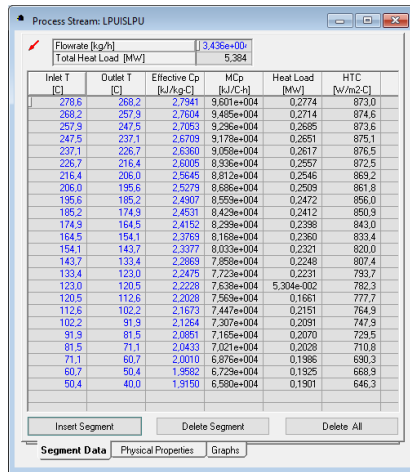 Process Stream: LPUISLPU
Flowrate [kg/h] 3,436e+00
Total Heat Load [MW] 5,384
Inlet T Outlet T Effective Cp MCp Heat Load HTC
[C] [C] [kJ/kg-C] [kJ/C-h] [MW] [W/m2-C]
278,6 268,2 2,7941 9,601e+004 0,2774 873,0
268,2 257,9 2,7604 9,485e+004 0,2714 874,6
257,9 247,5 2,7053 9,296e+004 0,2685 873,6
247,5 237,1 2,6709 9,178e+004 0,2651 875,1
237,1 226,7 2,6360 9,058e+004 0,2617 876,5
226,7 216,4 2,6005 8,936e+004 0,2557 872,5
216,4 206,0 2,5645 8,812e+004 0,2546 869,2
206,0 195,6 2,5279 8,686e+004 0,2509 861,8
195,6 185,2 2,4907 8,559e+004 0,2472 856,0
185,2 174,9 2,4531 8,429e+004 0,2412 850,9
174,9 164,5 2,4152 8,299e+004 0,2398 843,0
164,5 154,1 2,3769 8,168e+004 0,2360 833,4
154,1 143,7 2,3377 8,033e+004 0,2321 820,0
143,7 133,4 2,2869 7,858e+004 0,2248 807,4
133,4 123,0 2,2475 7,723e+004 0,2231 793,7
123,0 120,5 2,2228 7,638e+004 5,304e-002 782,3
120,5 112,6 2,2028 7,569e+004 0,1661 777,7
112,6 102,2 2,1673 7,447e+004 0,2151 764,9
102,2 91,9 2,1264 7,307e+004 0,2091 747,9
91,9 81,5 2,0851 7,165e+004 0,2070 729,5
81,5 71,1 2,0433 7,021e+004 0,2028 710,8
71,1 60,7 2,0010 6,876e+004 0,1986 690,3
60,7 50,4 1,9582 6,729e+004 0,1925 668,9
50,4 40,0 1,9150 6,580e+004 0,1901 646,3
Insert Segment Delete Segment Delete All
Segment Data Physical Properties Graphs